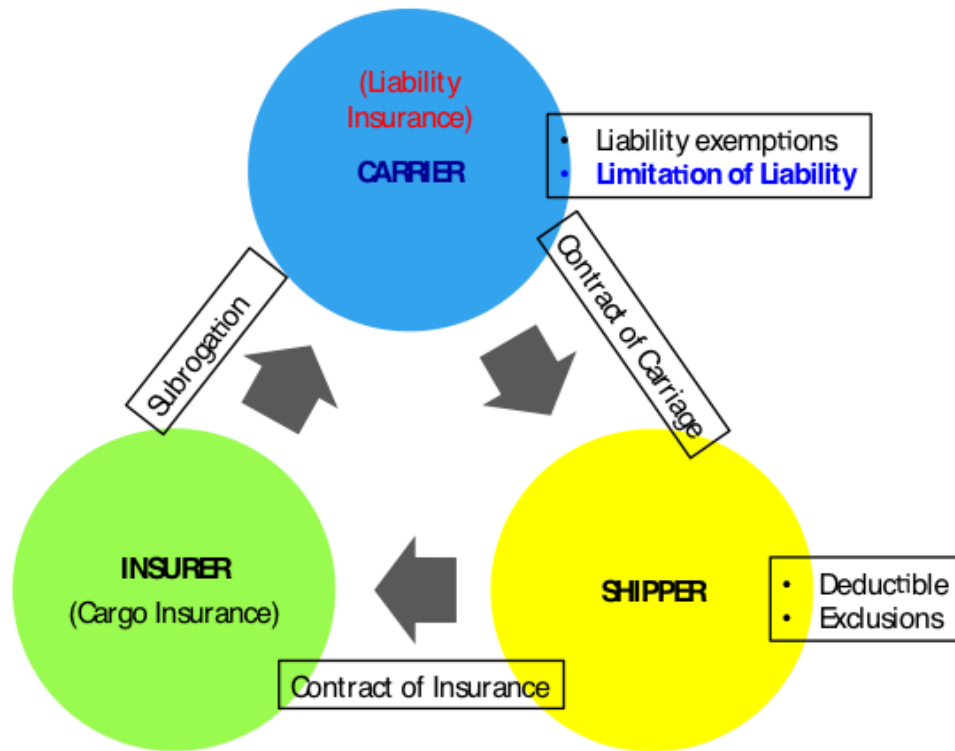 (Liability
Insurance)
CARRIER
• Liability exemptions
• Limitation of Liability
Subrogation
Contract of Carriage
INSURER
(Cargo Insurance)
SHIPPER
• Deductible
• Exclusions
Contract of Insurance